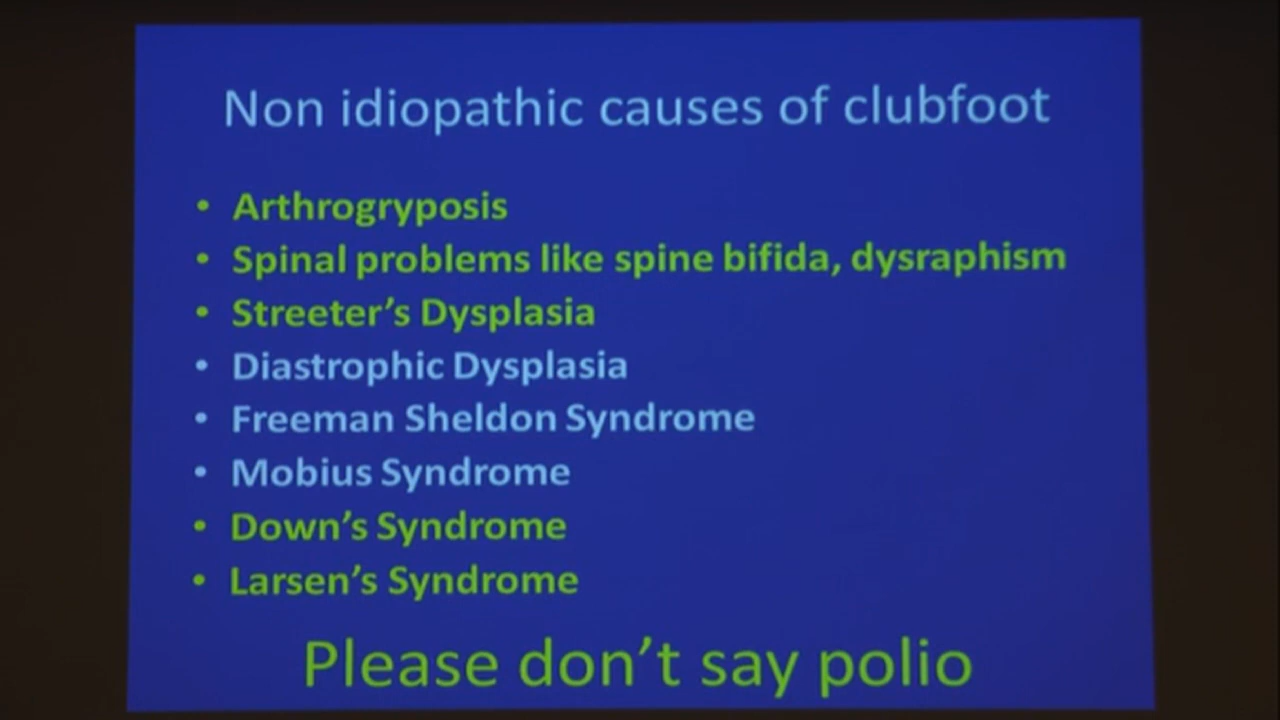 Non idiopathic causes of clubfoot
• Arthrogryposis
• Spinal problems like spine bifida, dysraphism
• Streeter’s Dysplasia
• Diastrophic Dysplasia
• Freeman Sheldon Syndrome
• Mobius Syndrome
• Down’s Syndrome
• Larsen’s Syndrome
Please don’t say polio